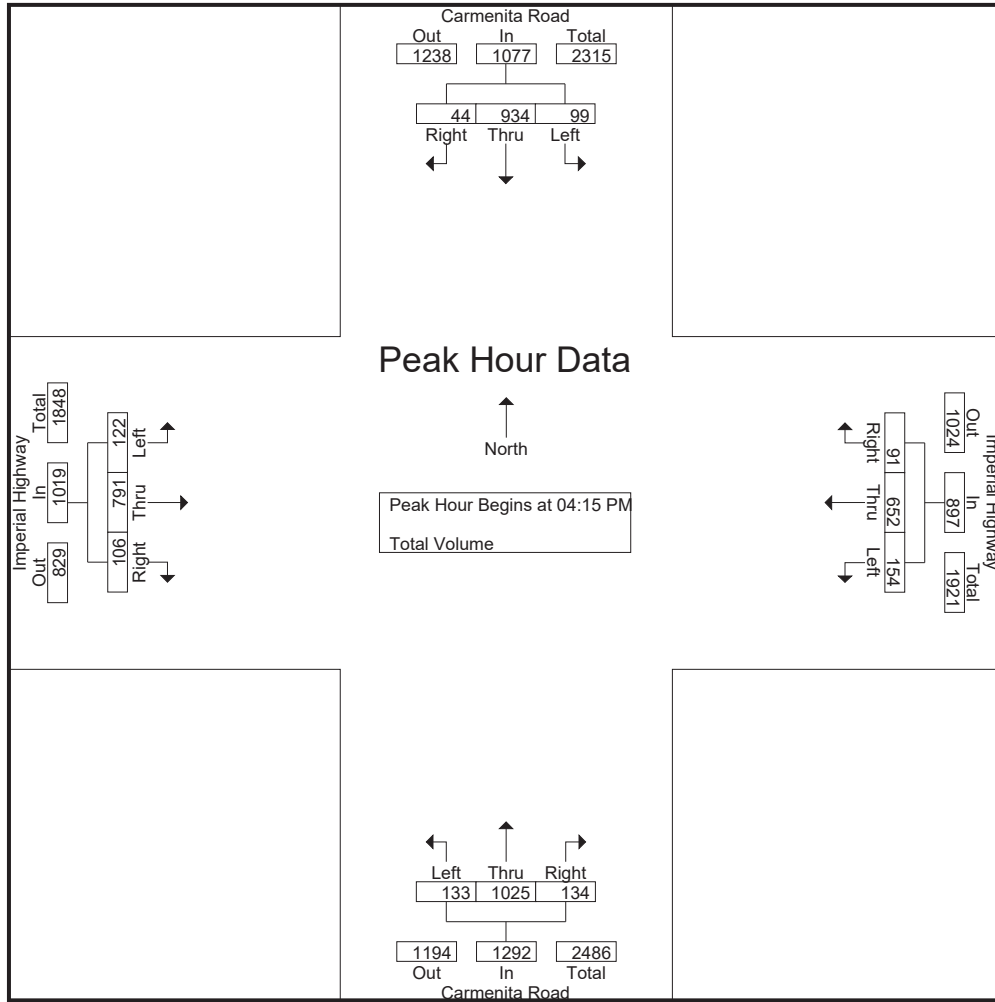 Carmenita Road
Out In Total
1238 1077 2315
44 934 99
Right Thru Left
Peak Hour Data
North
Peak Hour Begins at 04:15 PM
Total Volume
Imperial Highway
Out In Total
829 1019 1848
Left Thru Right
122 791 106
Imperial Highway
Out In Total
1024 897 1921
91 652 154
Right Thru Left
Left Thru Right
133 1025 134
1194 1292 2486
Out In Total
Carmenita Road